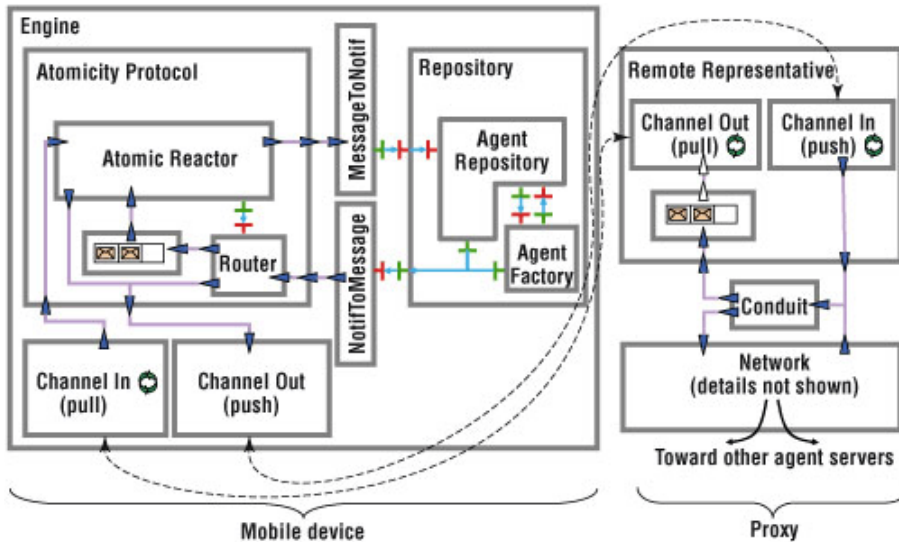 Engine
Atomicity Protocol
Atomic Reactor
Router
Channel In
(pull)
Channel Out
(push)
MessageToNotif
NotifToMessage
Repository
Agent
Repository
Agent
Factory
Mobile device
Remote Representative
Channel Out
(pull)
Channel In
(push)
Conduit
Network
(details not shown)
Toward other agent servers
Proxy